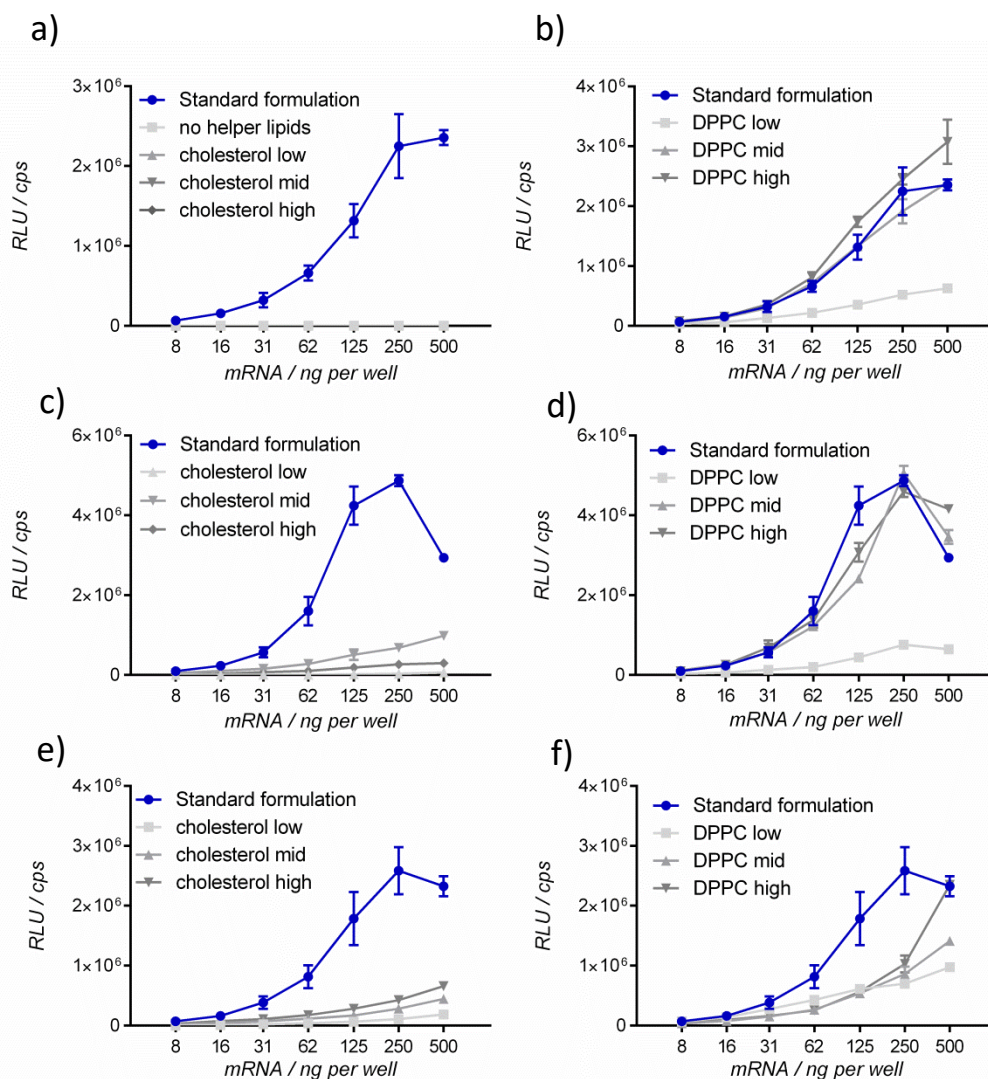 a)
3×10⁶
2×10⁶
1×10⁶
0
RLU / cps
Standard formulation
no helper lipids
cholesterol low
cholesterol mid
cholesterol high
8 16 31 62 125 250 500
mRNA / ng per well
b)
4×10⁶
3×10⁶
2×10⁶
1×10⁶
0
RLU / cps
Standard formulation
DPPC low
DPPC mid
DPPC high
8 16 31 62 125 250 500
mRNA / ng per well
c)
6×10⁶
4×10⁶
2×10⁶
0
RLU / cps
Standard formulation
cholesterol low
cholesterol mid
cholesterol high
8 16 31 62 125 250 500
mRNA / ng per well
d)
6×10⁶
4×10⁶
2×10⁶
0
RLU / cps
Standard formulation
DPPC low
DPPC mid
DPPC high
8 16 31 62 125 250 500
mRNA / ng per well
e)
4×10⁶
3×10⁶
2×10⁶
1×10⁶
0
RLU / cps
Standard formulation
cholesterol low
cholesterol mid
cholesterol high
8 16 31 62 125 250 500
mRNA / ng per well
f)
4×10⁶
3×10⁶
2×10⁶
1×10⁶
0
RLU / cps
Standard formulation
DPPC low
DPPC mid
DPPC high
8 16 31 62 125 250 500
mRNA / ng per well